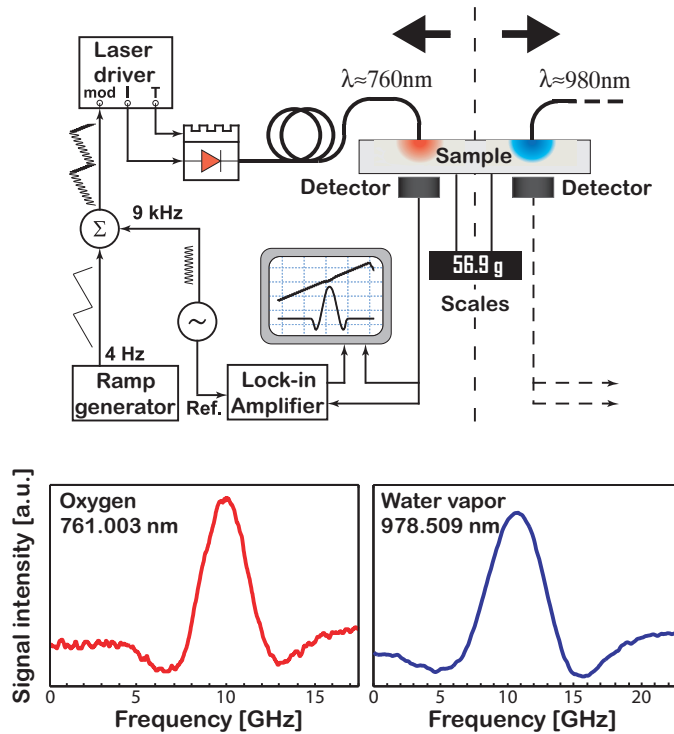 Laser
driver
mod I T
λ≈760nm
λ≈980nm
Sample
Detector
Detector
9 kHz
Σ
~
56.9 g
Scales
4 Hz
Ramp
generator
Ref.
Lock-in
Amplifier
Signal intensity [a.u.]
Oxygen
761.003 nm
0 5 10 15
Frequency [GHz]
Water vapor
978.509 nm
0 5 10 15 20
Frequency [GHz]